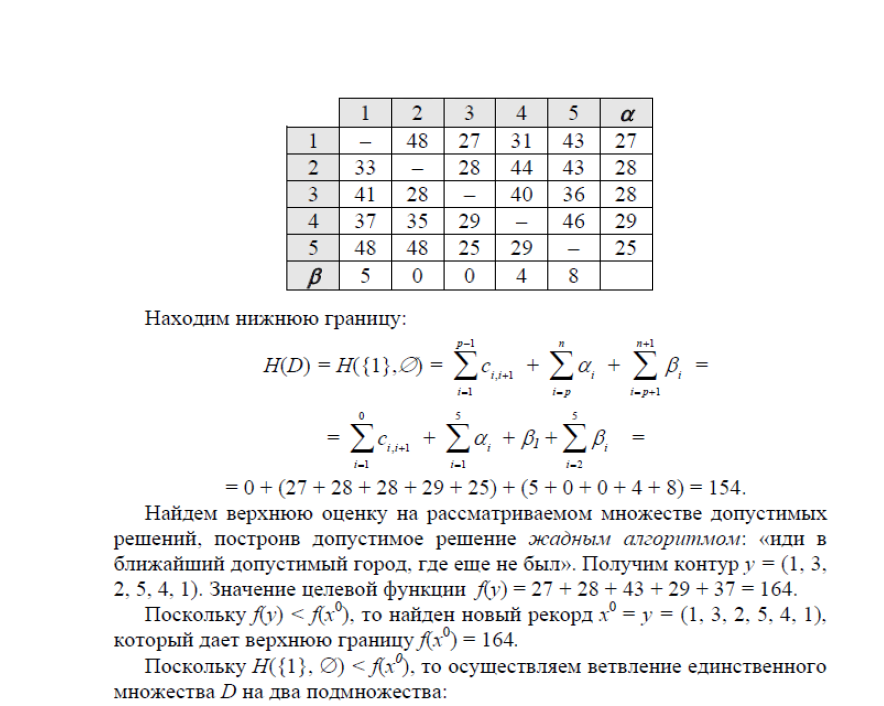 1 2 3 4 5 α
1 – 48 27 31 43 27
2 33 – 28 44 43 28
3 41 28 – 40 36 28
4 37 35 29 – 46 29
5 48 48 25 29 – 25
β 5 0 0 4 8
Находим нижнюю границу:
H(D) = H({1},∅) = ∑_{i=1}^{p–1} c_{i,i+1} + ∑_{i=p}^{n} α_i + ∑_{i=p+1}^{n+1} β_i =
= ∑_{i=1}^{0} c_{i,i+1} + ∑_{i=1}^{5} α_i + β_1 + ∑_{i=2}^{5} β_i =
= 0 + (27 + 28 + 28 + 29 + 25) + (5 + 0 + 0 + 4 + 8) = 154.
Найдем верхнюю оценку на рассматриваемом множестве допустимых
решений, построив допустимое решение жадным алгоритмом: «иди в
ближайший допустимый город, где еще не был». Получим контур y = (1, 3,
2, 5, 4, 1). Значение целевой функции f(y) = 27 + 28 + 43 + 29 + 37 = 164.
Поскольку f(y) < f(x⁰), то найден новый рекорд x⁰ = y = (1, 3, 2, 5, 4, 1),
который дает верхнюю границу f(x⁰) = 164.
Поскольку H({1}, ∅) < f(x⁰), то осуществляем ветвление единственного
множества D на два подмножества: